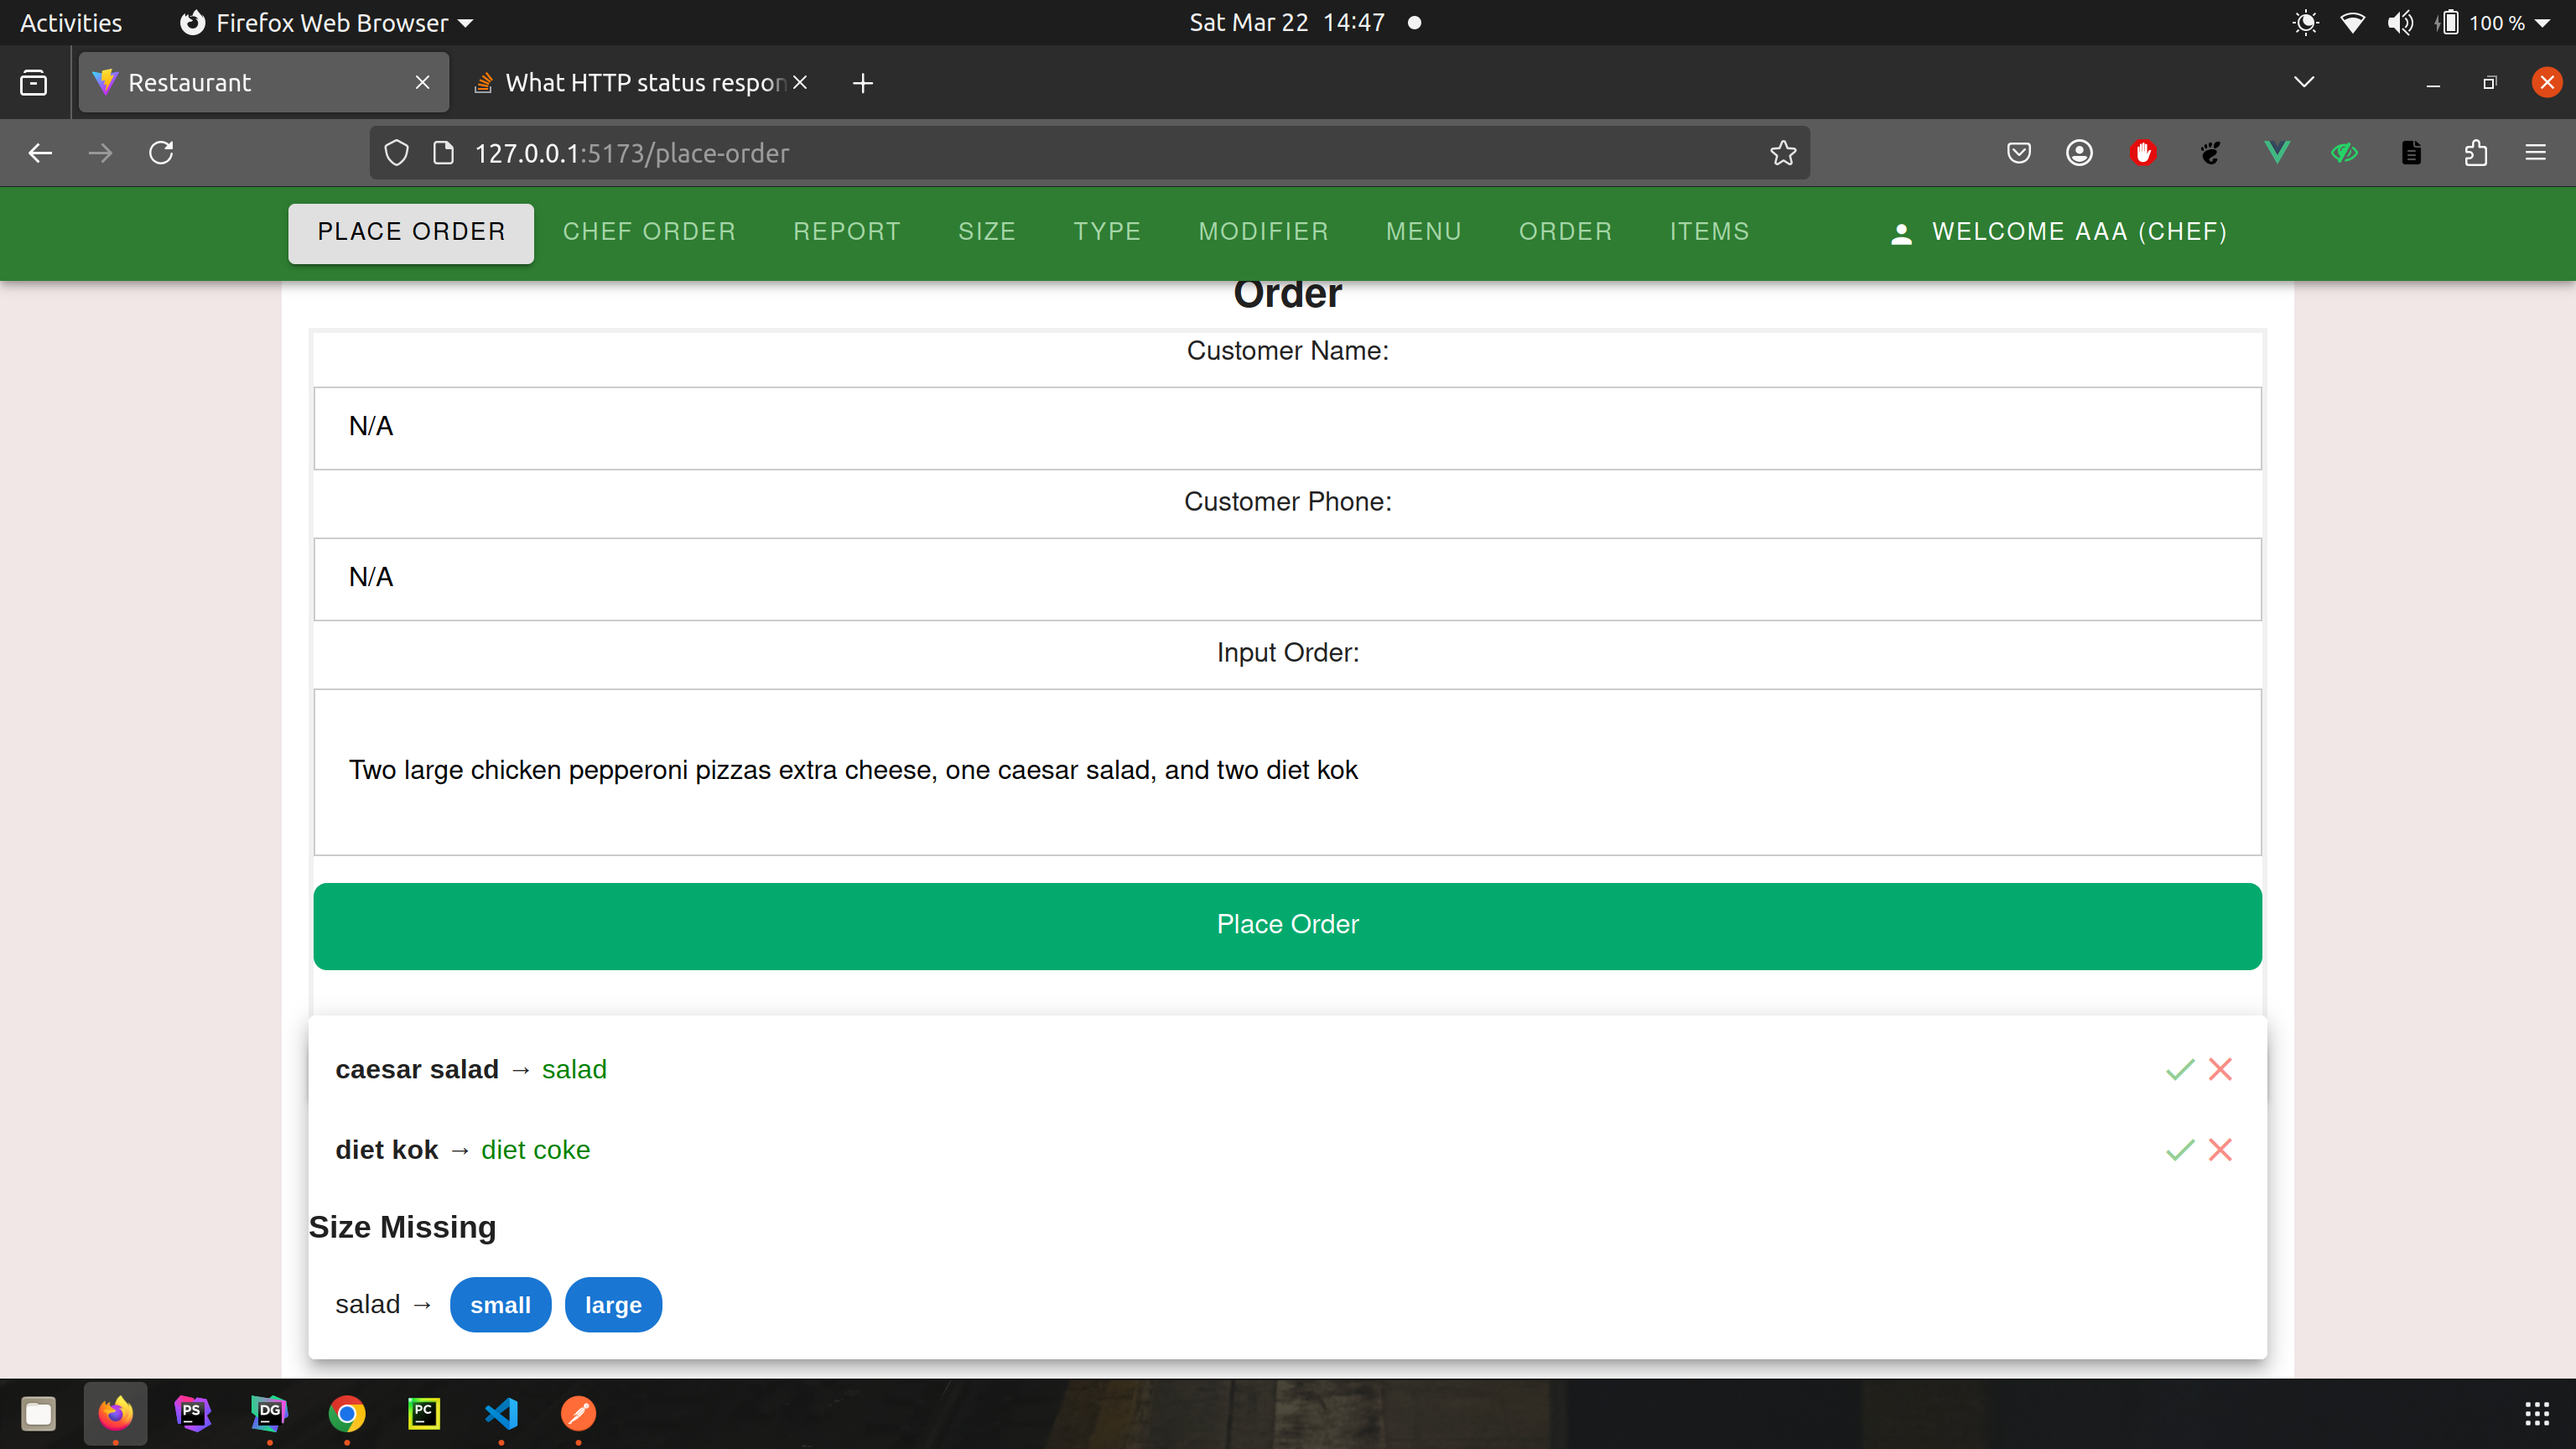 Activities Firefox Web Browser Sat Mar 22 14:47 100 %
Restaurant What HTTP status respon
127.0.0.1:5173/place-order
PLACE ORDER CHEF ORDER REPORT SIZE TYPE MODIFIER MENU ORDER ITEMS WELCOME AAA (CHEF)
Order
Customer Name:
N/A
Customer Phone:
N/A
Input Order:
Two large chicken pepperoni pizzas extra cheese, one caesar salad, and two diet kok
Place Order
caesar salad → salad
diet kok → diet coke
Size Missing
salad → small large
PS DG PC